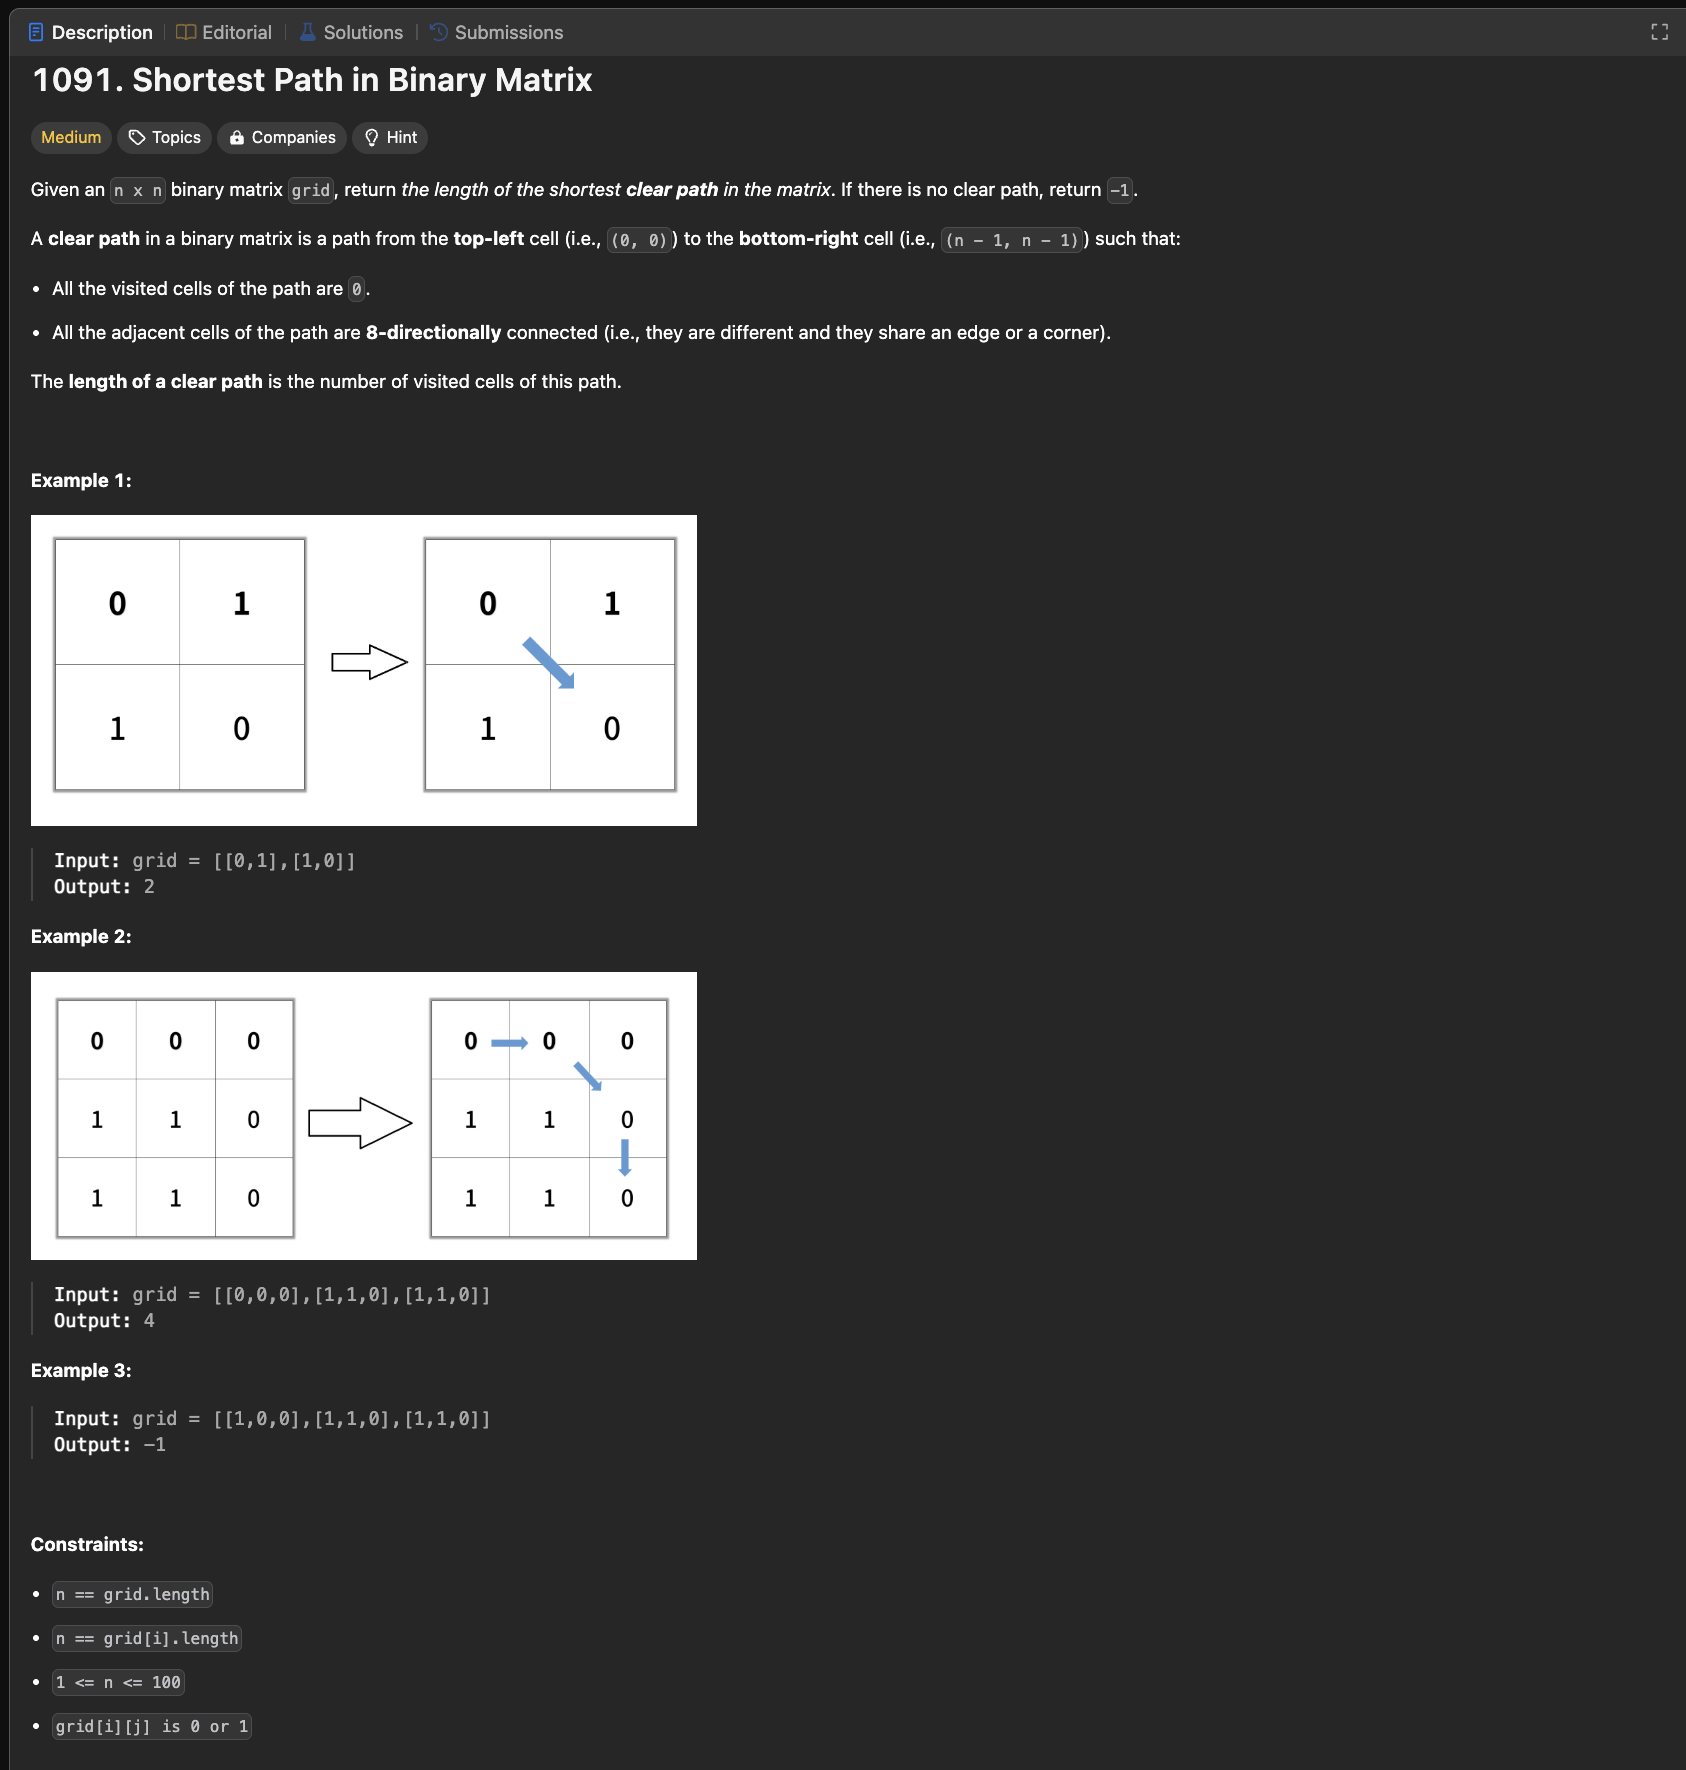 Description Editorial Solutions Submissions
1091. Shortest Path in Binary Matrix
Medium Topics Companies Hint
Given an n x n binary matrix grid, return the length of the shortest clear path in the matrix. If there is no clear path, return -1.
A clear path in a binary matrix is a path from the top-left cell (i.e., (0, 0)) to the bottom-right cell (i.e., (n - 1, n - 1)) such that:
• All the visited cells of the path are 0.
• All the adjacent cells of the path are 8-directionally connected (i.e., they are different and they share an edge or a corner).
The length of a clear path is the number of visited cells of this path.
Example 1:
0 1 0 1
1 0 1 0
Input: grid = [[0,1],[1,0]]
Output: 2
Example 2:
0 0 0 0 0 0
1 1 0 1 1 0
1 1 0 1 1 0
Input: grid = [[0,0,0],[1,1,0],[1,1,0]]
Output: 4
Example 3:
Input: grid = [[1,0,0],[1,1,0],[1,1,0]]
Output: -1
Constraints:
• n == grid.length
• n == grid[i].length
• 1 <= n <= 100
• grid[i][j] is 0 or 1